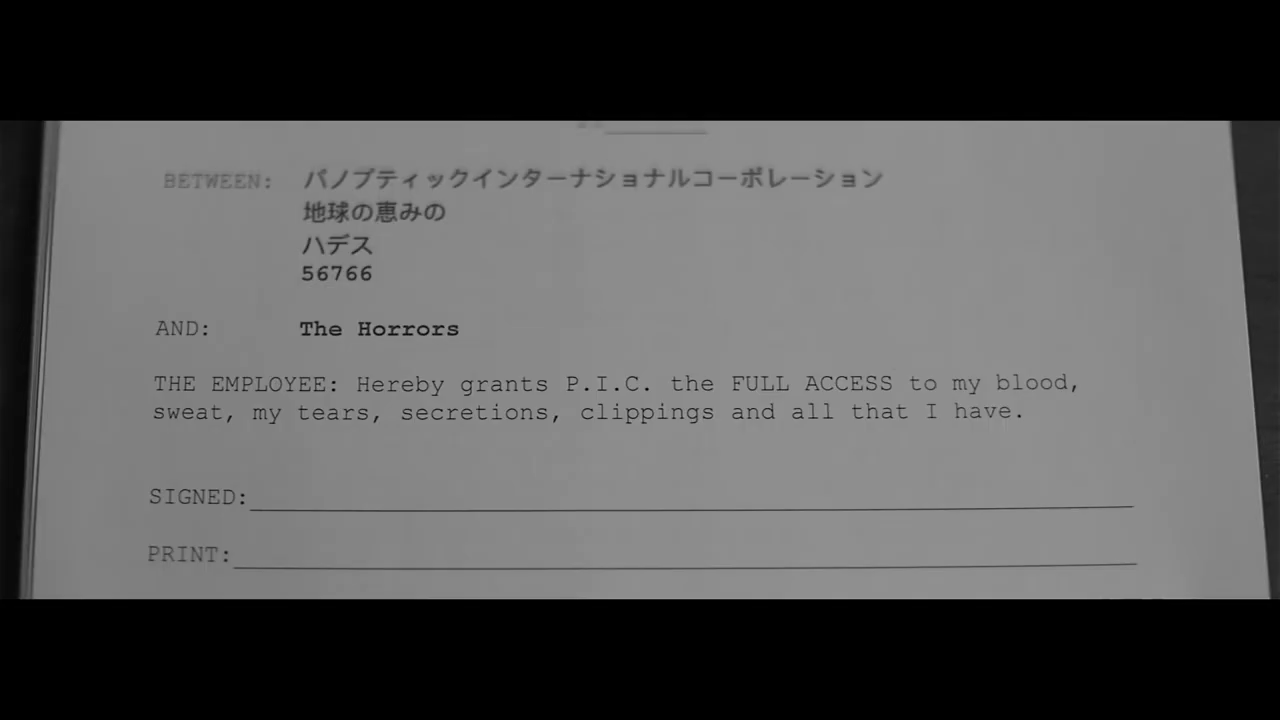 BETWEEN: パノプティックインターナショナルコーポレーション
地球の恵みの
ハデス
56766
AND: The Horrors
THE EMPLOYEE: Hereby grants P.I.C. the FULL ACCESS to my blood,
sweat, my tears, secretions, clippings and all that I have.
SIGNED:
PRINT: